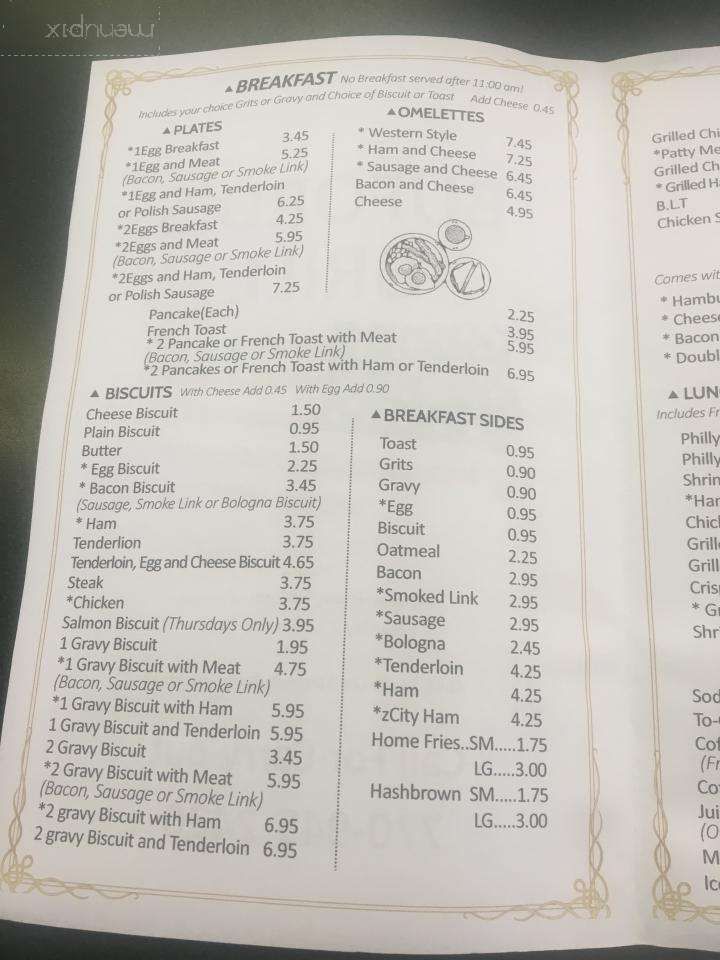 menupix
▲BREAKFAST No Breakfast served after 11:00 am!
Includes your choice Grits or Gravy and Choice of Biscuit or Toast Add Cheese 0.45
▲PLATES
*1Egg Breakfast 3.45
*1Egg and Meat 5.25
(Bacon, Sausage or Smoke Link)
*1Egg and Ham, Tenderloin
or Polish Sausage 6.25
*2Eggs Breakfast 4.25
*2Eggs and Meat 5.95
(Bacon, Sausage or Smoke Link)
*2Eggs and Ham, Tenderloin
or Polish Sausage 7.25
▲OMELETTES
* Western Style 7.45
* Ham and Cheese 7.25
* Sausage and Cheese 6.45
Bacon and Cheese 6.45
Cheese 4.95
Pancake(Each) 2.25
French Toast 3.95
* 2 Pancake or French Toast with Meat 5.95
(Bacon, Sausage or Smoke Link)
*2 Pancakes or French Toast with Ham or Tenderloin 6.95
▲ BISCUITS With Cheese Add 0.45 With Egg Add 0.90
Cheese Biscuit 1.50
Plain Biscuit 0.95
Butter 1.50
* Egg Biscuit 2.25
* Bacon Biscuit 3.45
(Sausage, Smoke Link or Bologna Biscuit)
* Ham 3.75
Tenderlion 3.75
Tenderloin, Egg and Cheese Biscuit 4.65
Steak 3.75
*Chicken 3.75
Salmon Biscuit (Thursdays Only) 3.95
1 Gravy Biscuit 1.95
*1 Gravy Biscuit with Meat 4.75
(Bacon, Sausage or Smoke Link)
*1 Gravy Biscuit with Ham 5.95
1 Gravy Biscuit and Tenderloin 5.95
2 Gravy Biscuit 3.45
*2 Gravy Biscuit with Meat 5.95
(Bacon, Sausage or Smoke Link)
*2 gravy Biscuit with Ham 6.95
2 gravy Biscuit and Tenderloin 6.95
▲BREAKFAST SIDES
Toast 0.95
Grits 0.90
Gravy 0.90
*Egg 0.95
Biscuit 0.95
Oatmeal 2.25
Bacon 2.95
*Smoked Link 2.95
*Sausage 2.95
*Bologna 2.45
*Tenderloin 4.25
*Ham 4.25
*zCity Ham 4.25
Home Fries..SM.....1.75
LG.....3.00
Hashbrown SM.....1.75
LG.....3.00
Grilled Chi
*Patty Me
Grilled Ch
* Grilled Ha
B.L.T
Chicken S
Comes wit
* Hambu
* Cheese
* Bacon
* Doubl
▲ LUN
Includes Fr
Philly
Philly
Shrin
*Har
Chicl
Grille
Grill
Crisp
* Gr
Shri
Sod
To-
Cof
(Fr
Cof
Jui
(O
M
Ice